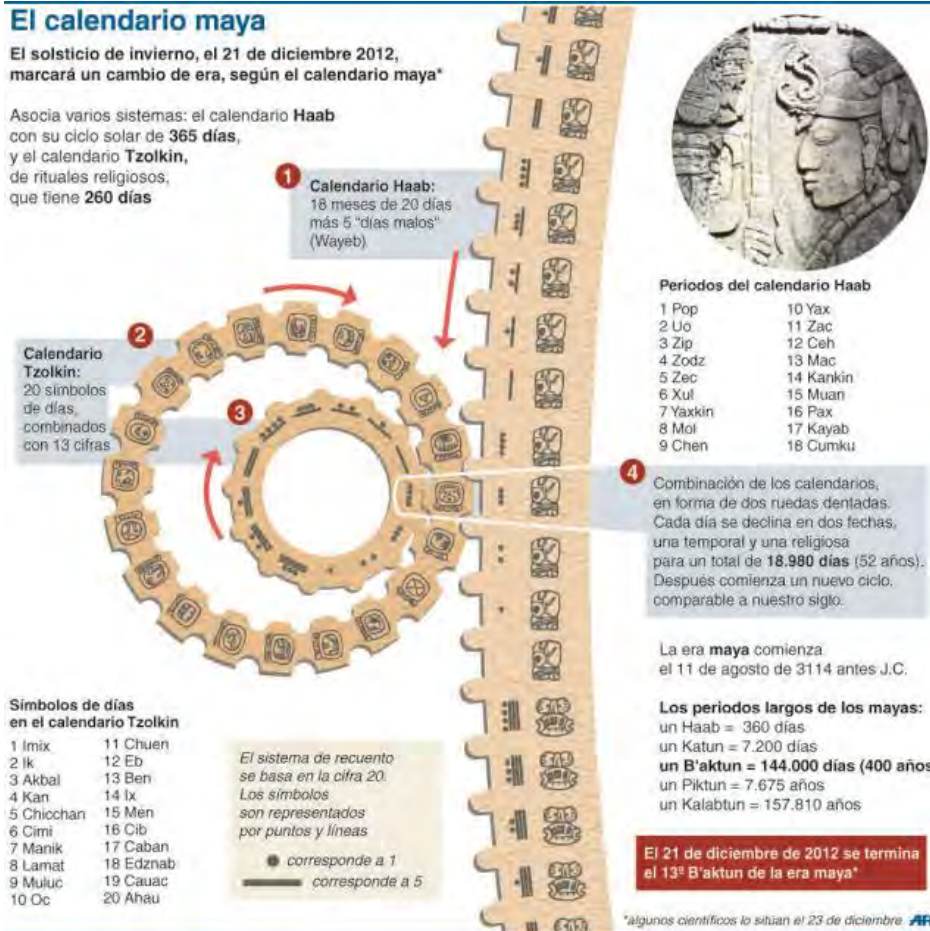 El calendario maya
El solsticio de invierno, el 21 de diciembre 2012,
marcará un cambio de era, según el calendario maya*
Asocia varios sistemas: el calendario Haab
con su ciclo solar de 365 días,
y el calendario Tzolkin,
de rituales religiosos,
que tiene 260 días
1
Calendario Haab:
18 meses de 20 días
más 5 "días malos"
(Wayeb)
2
Calendario
Tzolkin:
20 símbolos
de días,
combinados
con 13 cifras
3
Periodos del calendario Haab
1 Pop
2 Uo
3 Zip
4 Zodz
5 Zec
6 Xul
7 Yaxkin
8 Mol
9 Chen
10 Yax
11 Zac
12 Ceh
13 Mac
14 Kankin
15 Muan
16 Pax
17 Kayab
18 Cumku
4
Combinación de los calendarios,
en forma de dos ruedas dentadas.
Cada día se declina en dos fechas,
una temporal y una religiosa
para un total de 18.980 días (52 años).
Después comienza un nuevo ciclo,
comparable a nuestro siglo.
La era maya comienza
el 11 de agosto de 3114 antes J.C.
Los periodos largos de los mayas:
un Haab = 360 días
un Katun = 7.200 días
un B'aktun = 144.000 días (400 años
un Piktun = 7.675 años
un Kalabtun = 157.810 años
Símbolos de días
en el calendario Tzolkin
1 Imix
2 Ik
3 Akbal
4 Kan
5 Chicchan
6 Cimi
7 Manik
8 Lamat
9 Muluc
10 Oc
11 Chuen
12 Eb
13 Ben
14 Ix
15 Men
16 Cib
17 Caban
18 Edznab
19 Cauac
20 Ahau
El sistema de recuento
se basa en la cifra 20.
Los símbolos
son representados
por puntos y líneas
corresponde a 1
corresponde a 5
El 21 de diciembre de 2012 se termina
el 13º B'aktun de la era maya*
*algunos científicos lo sitúan el 23 de diciembre